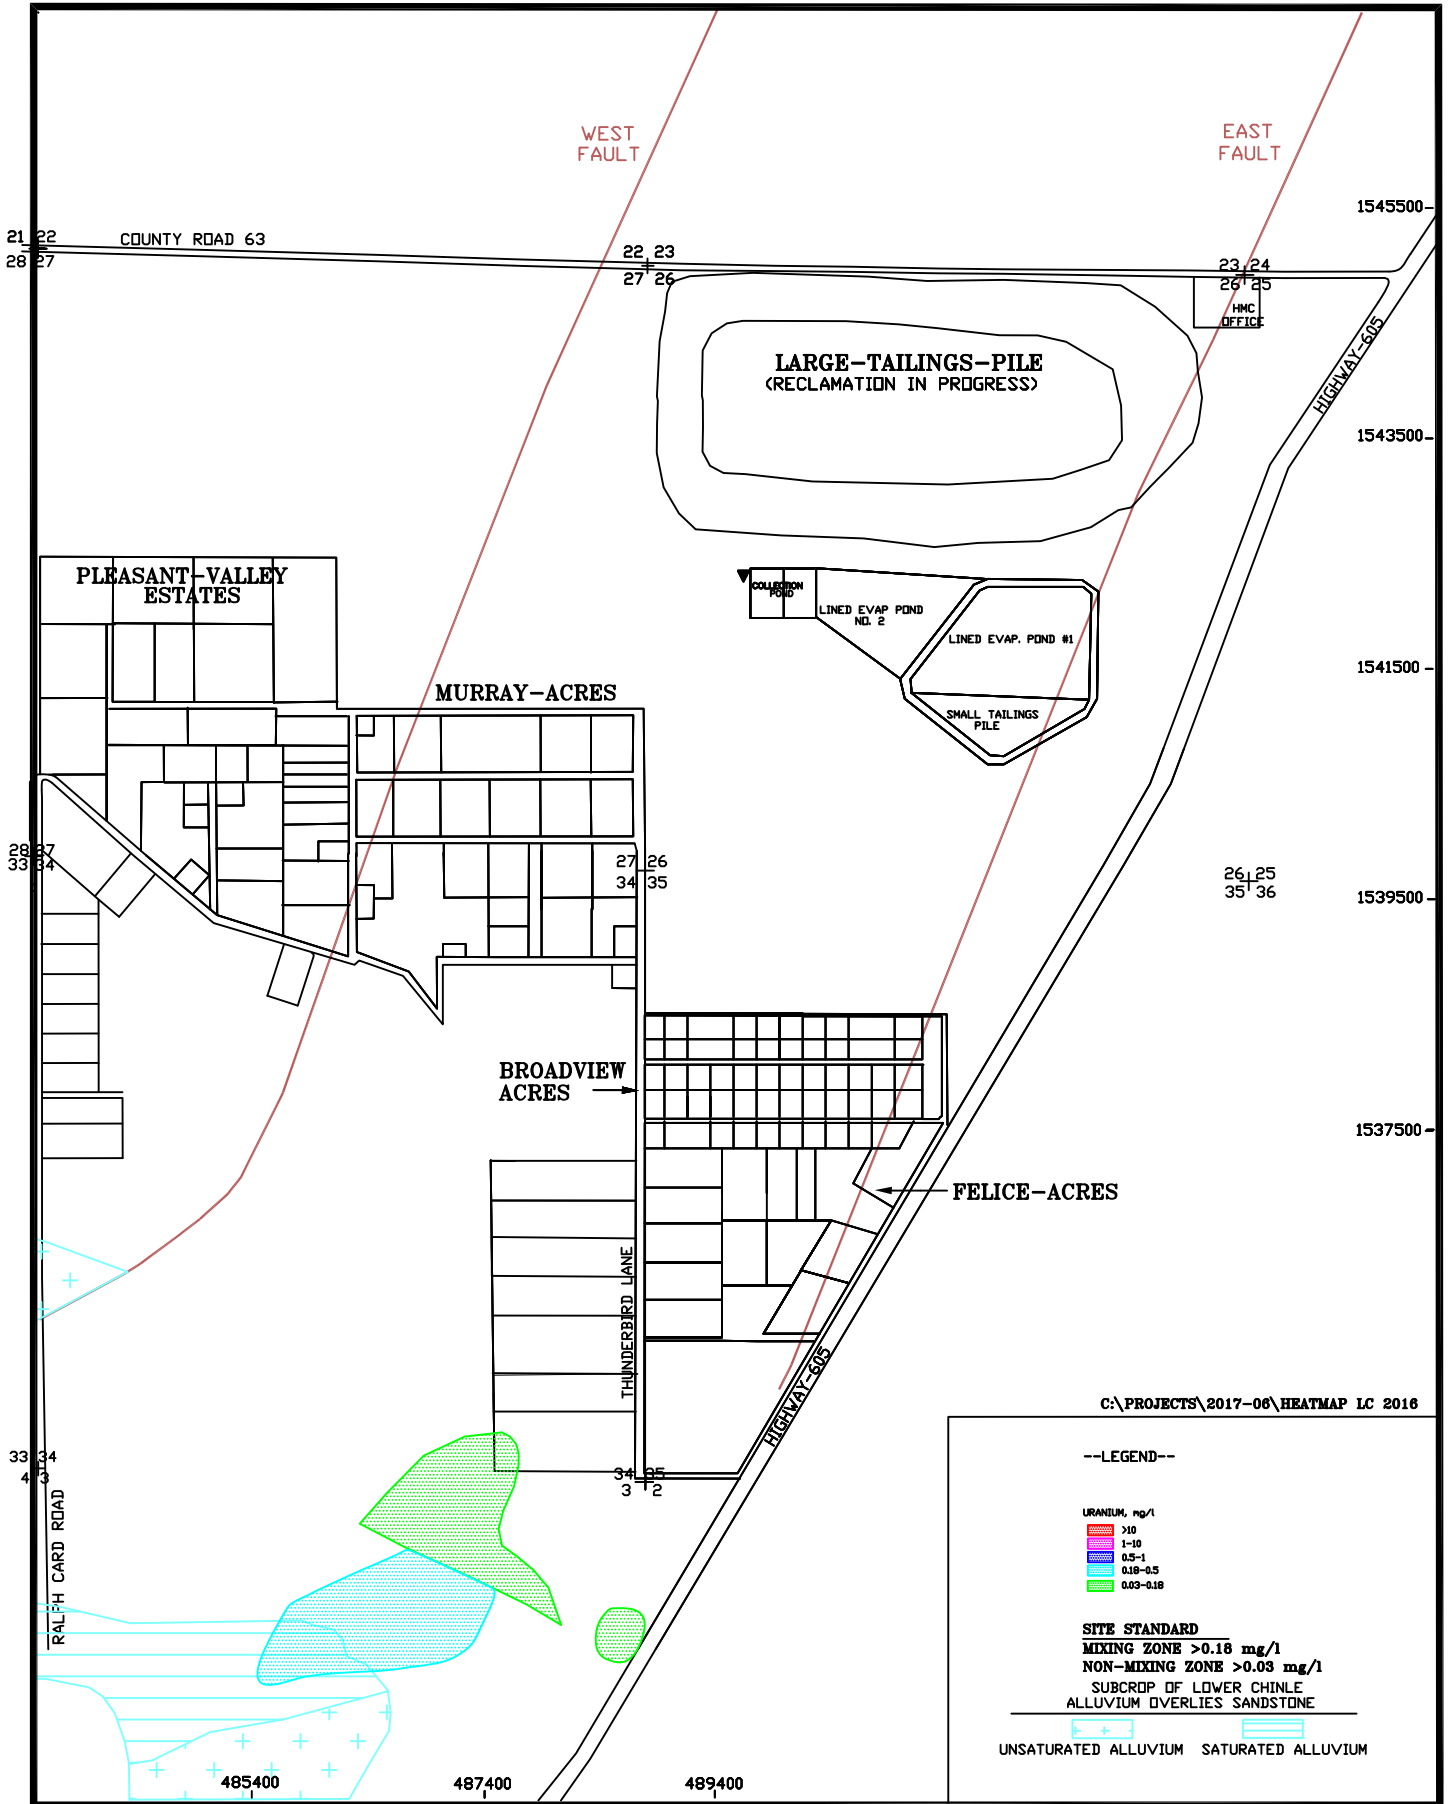 WEST
FAULT
EAST
FAULT
1545500
21 22
28 27
COUNTY ROAD 63
22 23
27 26
23 24
26 25
HMC
OFFICE
HIGHWAY-605
LARGE-TAILINGS-PILE
(RECLAMATION IN PROGRESS)
1543500
PLEASANT-VALLEY
ESTATES
COLLECTION
POND
LINED EVAP POND
NO. 2
LINED EVAP. POND #1
1541500
MURRAY-ACRES
SMALL TAILINGS
PILE
28 27
33 34
27 26
34 35
26 25
35 36
1539500
BROADVIEW
ACRES
1537500
FELICE-ACRES
THUNDERBIRD LANE
HIGHWAY-605
C:\PROJECTS\2017-06\HEATMAP LC 2016
33 34
4 3
34 35
3 2
RALPH CARD ROAD
--LEGEND--
URANIUM, mg/l
>10
1-10
0.5-1
0.18-0.5
0.03-0.18
SITE STANDARD
MIXING ZONE >0.18 mg/l
NON-MIXING ZONE >0.03 mg/l
SUBCROP OF LOWER CHINLE
ALLUVIUM OVERLIES SANDSTONE
UNSATURATED ALLUVIUM SATURATED ALLUVIUM
485400
487400
489400